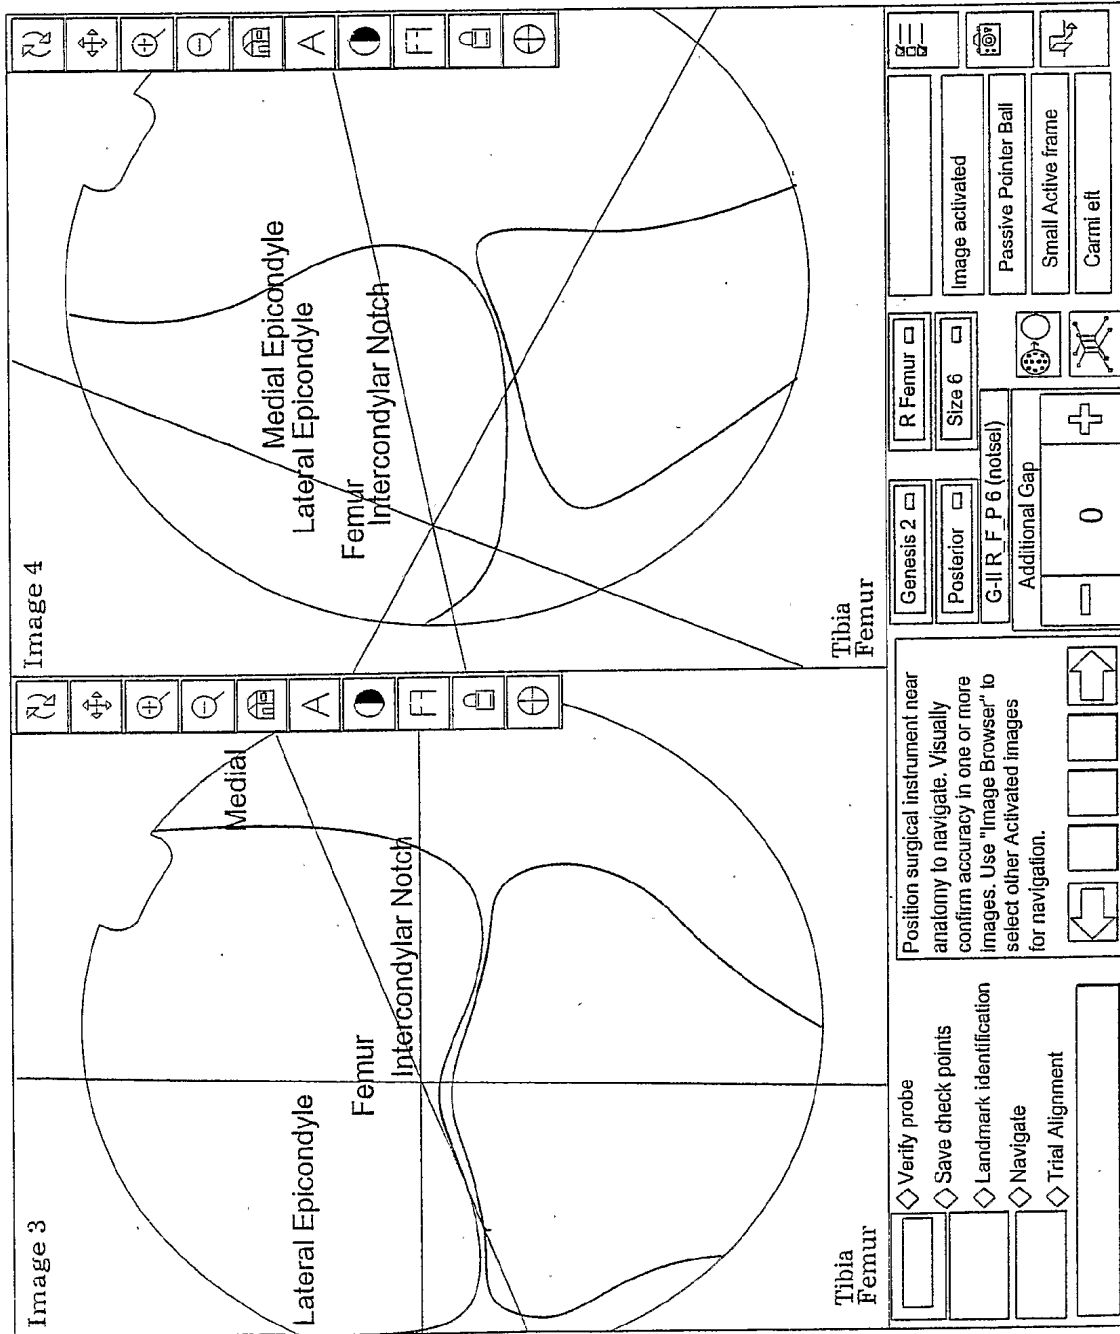 Image 3
Lateral Epicondyle
Femur
Intercondylar Notch
Medial
Tibia
Femur
A
Image 4
Medial Epicondyle
Lateral Epicondyle
Femur
Intercondylar Notch
Tibia
Femur
A
Verify probe
Save check points
Landmark identification
Navigate
Trial Alignment
Position surgical instrument near
anatomy to navigate. Visually
confirm accuracy in one or more
images. Use "Image Browser" to
select other Activated images
for navigation.
Genesis 2
R Femur
Posterior
Size 6
G-II R_F_P 6 (notsel)
Additional Gap
0
Image activated
Passive Pointer Ball
Small Active frame
Carmi eft